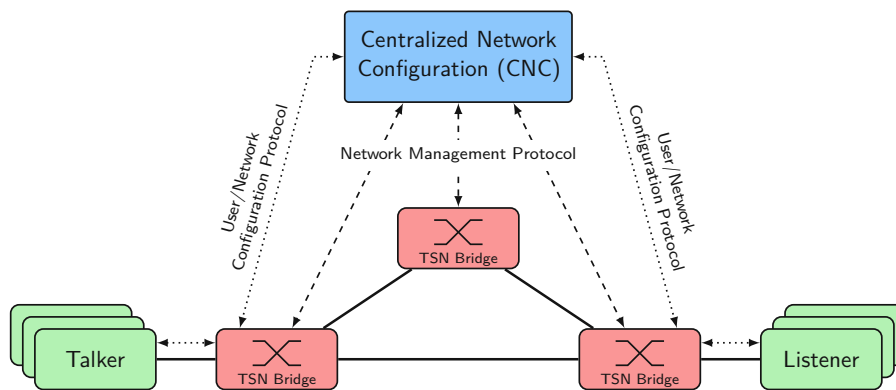 Centralized Network
Configuration (CNC)
User/Network
Configuration Protocol
Network Management Protocol
User/Network
Configuration Protocol
TSN Bridge
Talker
TSN Bridge
TSN Bridge
Listener